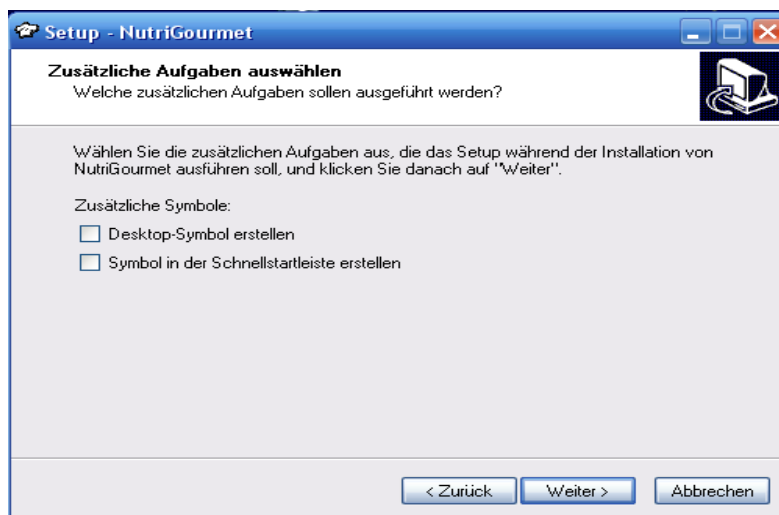 Setup - NutriGourmet
Zusätzliche Aufgaben auswählen
Welche zusätzlichen Aufgaben sollen ausgeführt werden?
Wählen Sie die zusätzlichen Aufgaben aus, die das Setup während der Installation von
NutriGourmet ausführen soll, und klicken Sie danach auf "Weiter".
Zusätzliche Symbole:
Desktop-Symbol erstellen
Symbol in der Schnellstartleiste erstellen
< Zurück
Weiter >
Abbrechen